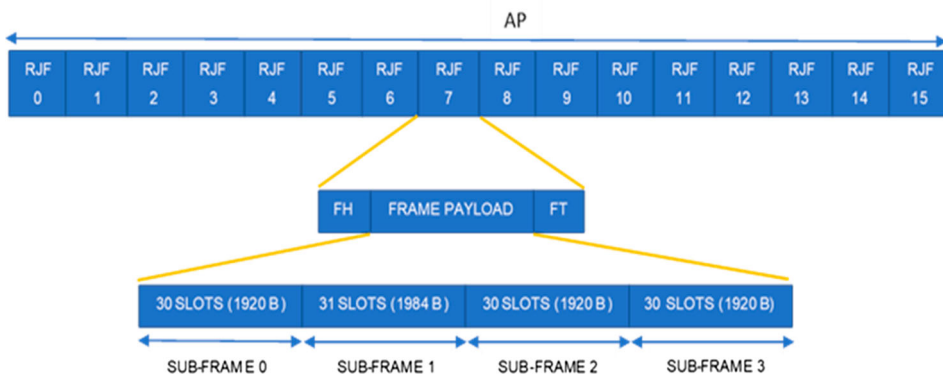 AP
RJF RJF RJF RJF RJF RJF RJF RJF RJF RJF RJF RJF RJF RJF RJF RJF
0 1 2 3 4 5 6 7 8 9 10 11 12 13 14 15
FH FRAME PAYLOAD FT
30 SLOTS (1920 B) 31 SLOTS (1984 B) 30 SLOTS (1920 B) 30 SLOTS (1920 B)
SUB-FRAME 0 SUB-FRAME 1 SUB-FRAME 2 SUB-FRAME 3